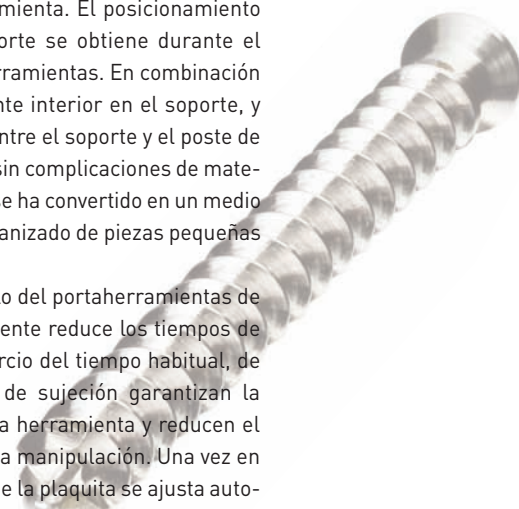 mienta. El posicionamiento
orte se obtiene durante el
rramientas. En combinación
nte interior en el soporte, y
ntre el soporte y el poste de
sin complicaciones de mate-
se ha convertido en un medio
anizado de piezas pequeñas
o del portaherramientas de
ente reduce los tiempos de
rcio del tiempo habitual, de
de sujeción garantizan la
a herramienta y reducen el
a manipulación. Una vez en
e la plaquita se ajusta auto-